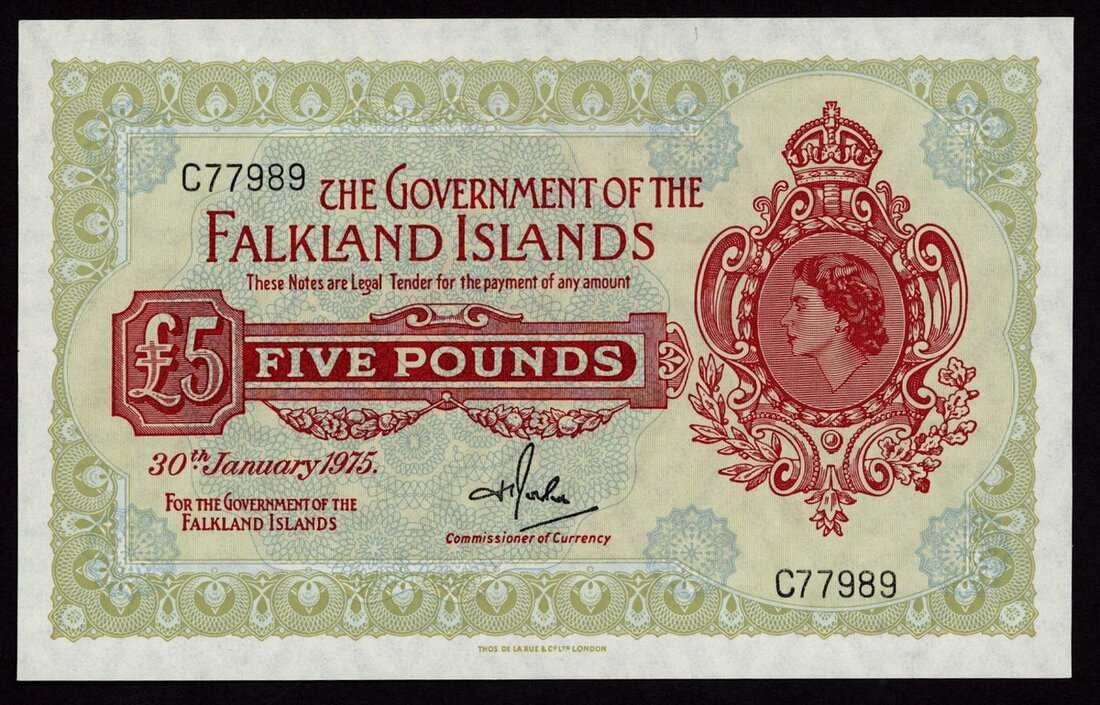 C77989
THE GOVERNMENT OF THE
FALKLAND ISLANDS
These Notes are Legal Tender for the payment of any amount
£5
FIVE POUNDS
30th January 1975.
FOR THE GOVERNMENT OF THE
FALKLAND ISLANDS
Commissioner of Currency
C77989
THOS DE LA RUE & Co LTD LONDON